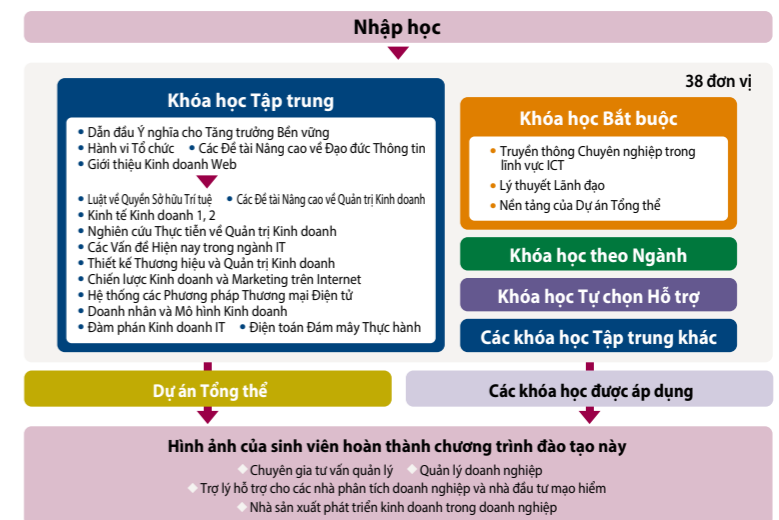 Nhập học
38 đơn vị
Khóa học Tập trung
• Dẫn đầu Ý nghĩa cho Tăng trưởng Bền vững
• Hành vi Tổ chức • Các Đề tài Nâng cao về Đạo đức Thông tin
• Giới thiệu Kinh doanh Web
• Luật về Quyền Sở hữu Trí tuệ • Các Đề tài Nâng cao về Quản trị Kinh doanh
• Kinh tế Kinh doanh 1, 2
• Nghiên cứu Thực tiễn về Quản trị Kinh doanh
• Các Vấn đề Hiện nay trong ngành IT
• Thiết kế Thương hiệu và Quản trị Kinh doanh
• Chiến lược Kinh doanh và Marketing trên Internet
• Hệ thống các Phương pháp Thương mại Điện tử
• Doanh nhân và Mô hình Kinh doanh
• Đàm phán Kinh doanh IT • Điện toán Đám mây Thực hành
Khóa học Bắt buộc
• Truyền thông Chuyên nghiệp trong
lĩnh vực ICT
• Lý thuyết Lãnh đạo
• Nền tảng của Dự án Tổng thể
Khóa học theo Ngành
Khóa học Tự chọn Hỗ trợ
Các khóa học Tập trung khác
Dự án Tổng thể
Các khóa học được áp dụng
Hình ảnh của sinh viên hoàn thành chương trình đào tạo này
◆ Chuyên gia tư vấn quản lý ◆ Quản lý doanh nghiệp
◆ Trợ lý hỗ trợ cho các nhà phân tích doanh nghiệp và nhà đầu tư mạo hiểm
◆ Nhà sản xuất phát triển kinh doanh trong doanh nghiệp